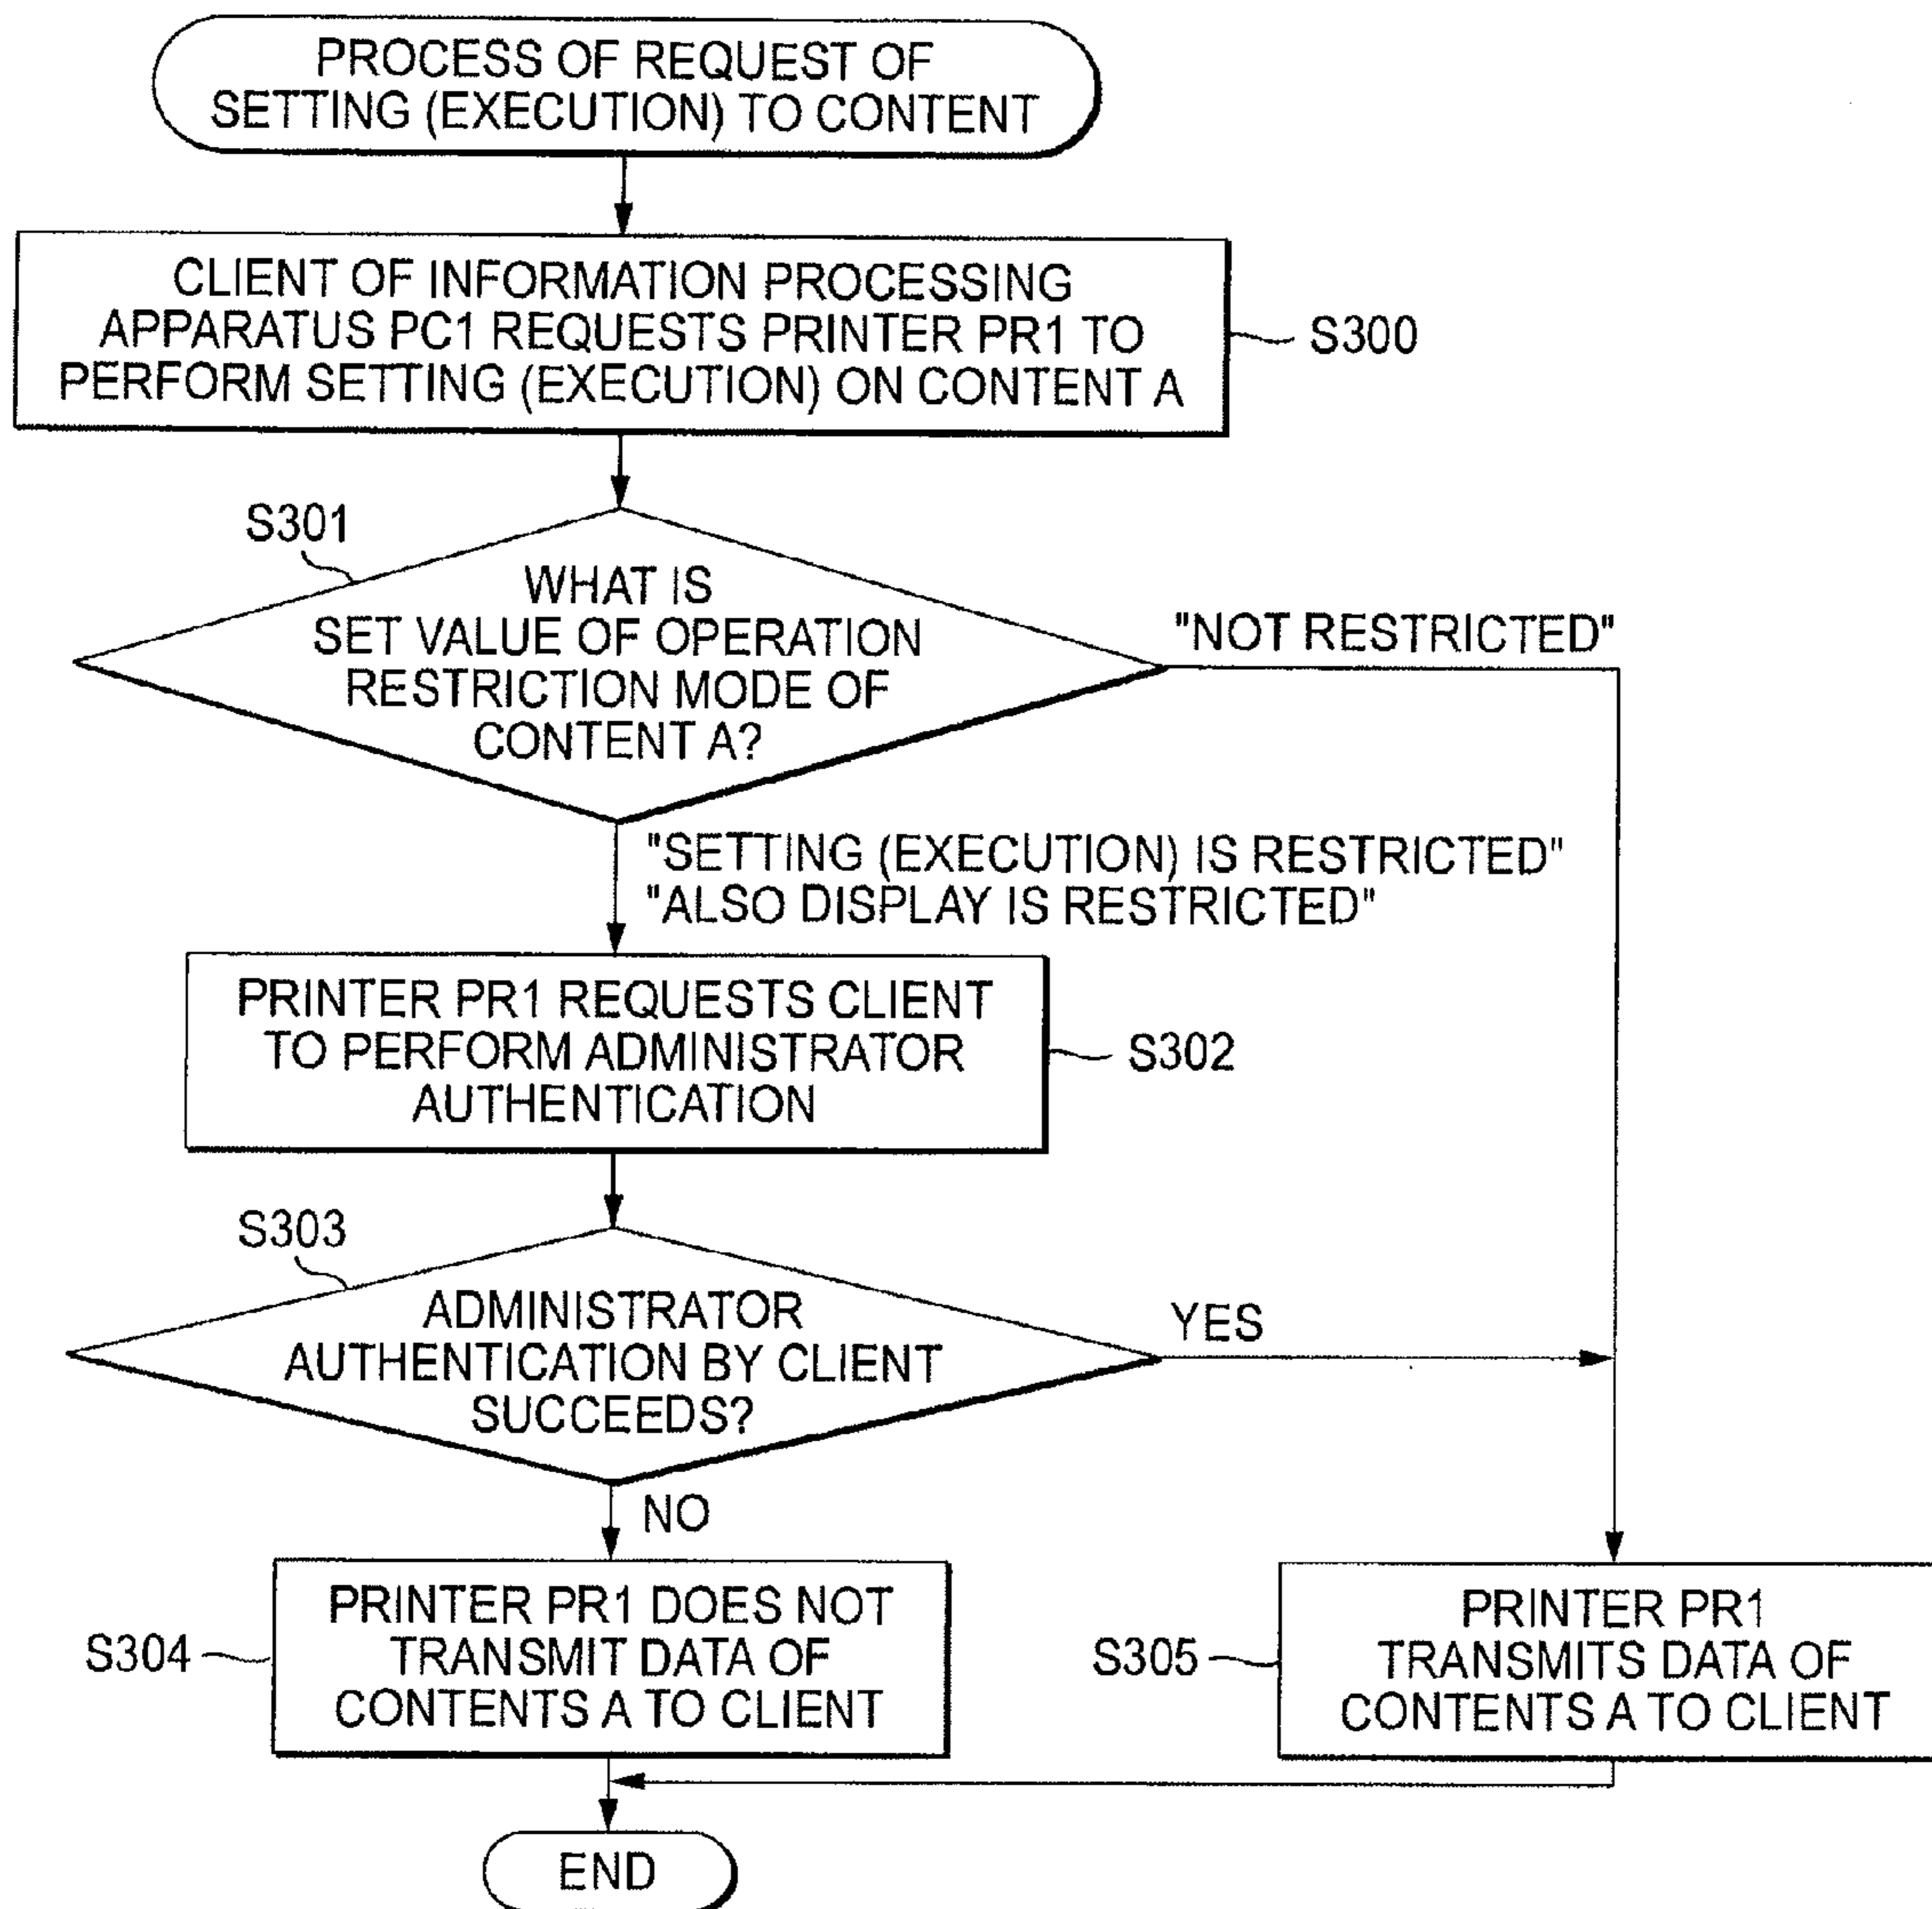 PROCESS OF REQUEST OF
SETTING (EXECUTION) TO CONTENT
CLIENT OF INFORMATION PROCESSING
APPARATUS PC1 REQUESTS PRINTER PR1 TO
PERFORM SETTING (EXECUTION) ON CONTENT A
S300
S301
WHAT IS
SET VALUE OF OPERATION
RESTRICTION MODE OF
CONTENT A?
"NOT RESTRICTED"
"SETTING (EXECUTION) IS RESTRICTED"
"ALSO DISPLAY IS RESTRICTED"
PRINTER PR1 REQUESTS CLIENT
TO PERFORM ADMINISTRATOR
AUTHENTICATION
S302
S303
ADMINISTRATOR
AUTHENTICATION BY CLIENT
SUCCEEDS?
YES
NO
S304
PRINTER PR1 DOES NOT
TRANSMIT DATA OF
CONTENTS A TO CLIENT
S305
PRINTER PR1
TRANSMITS DATA OF
CONTENTS A TO CLIENT
END